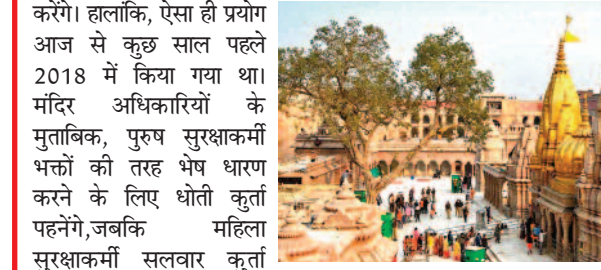 करेंगे। हालांकि, ऐसा ही प्रयोग
आज से कुछ साल पहले
2018 में किया गया था।
मंदिर अधिकारियों के
मुताबिक, पुरुष सुरक्षाकर्मी
भक्तों की तरह भेष धारण
करने के लिए धोती कुर्ता
पहनेंगे,जबकि महिला
सुरक्षाकर्मी सलवार कुर्ता